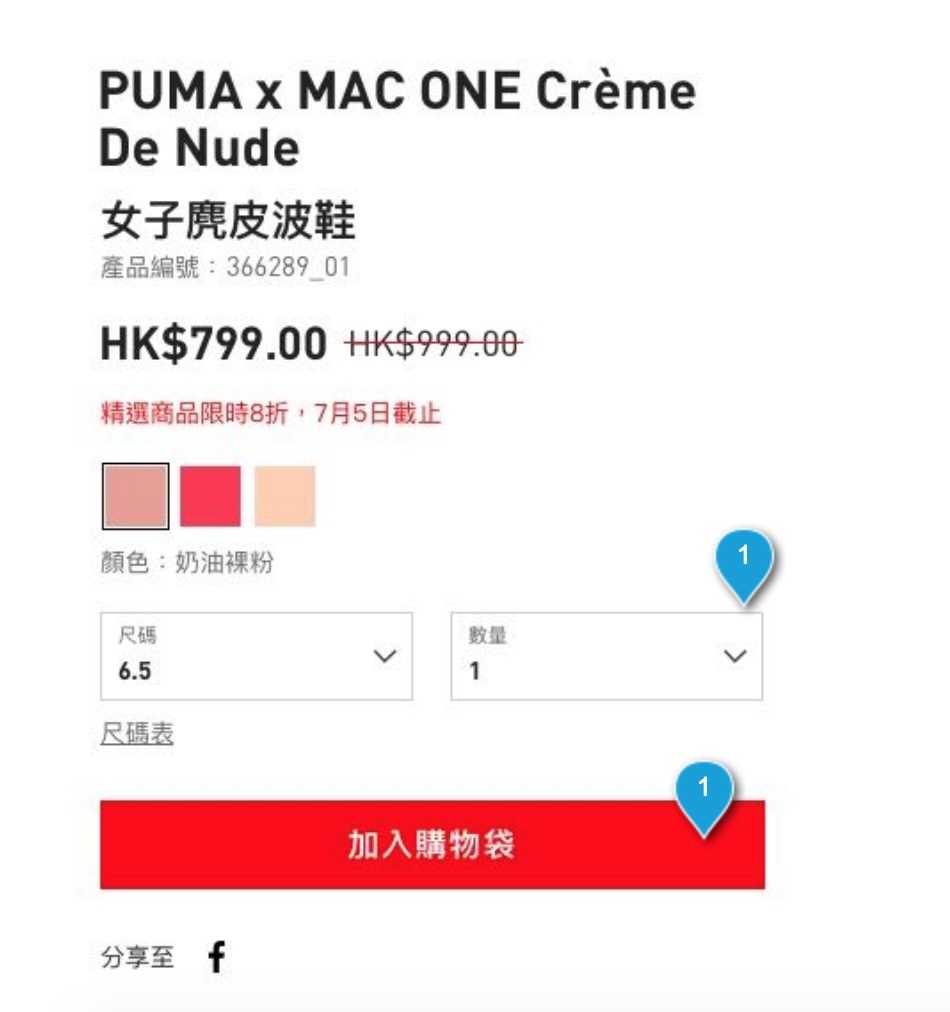 PUMA x MAC ONE Crème
De Nude
女子麂皮波鞋
產品編號：366289_01
HK$799.00 HK$999.00
精選商品限時8折，7月5日截止
顏色：奶油裸粉
1
尺碼
6.5
數量
1
尺碼表
1
加入購物袋
分享至 f